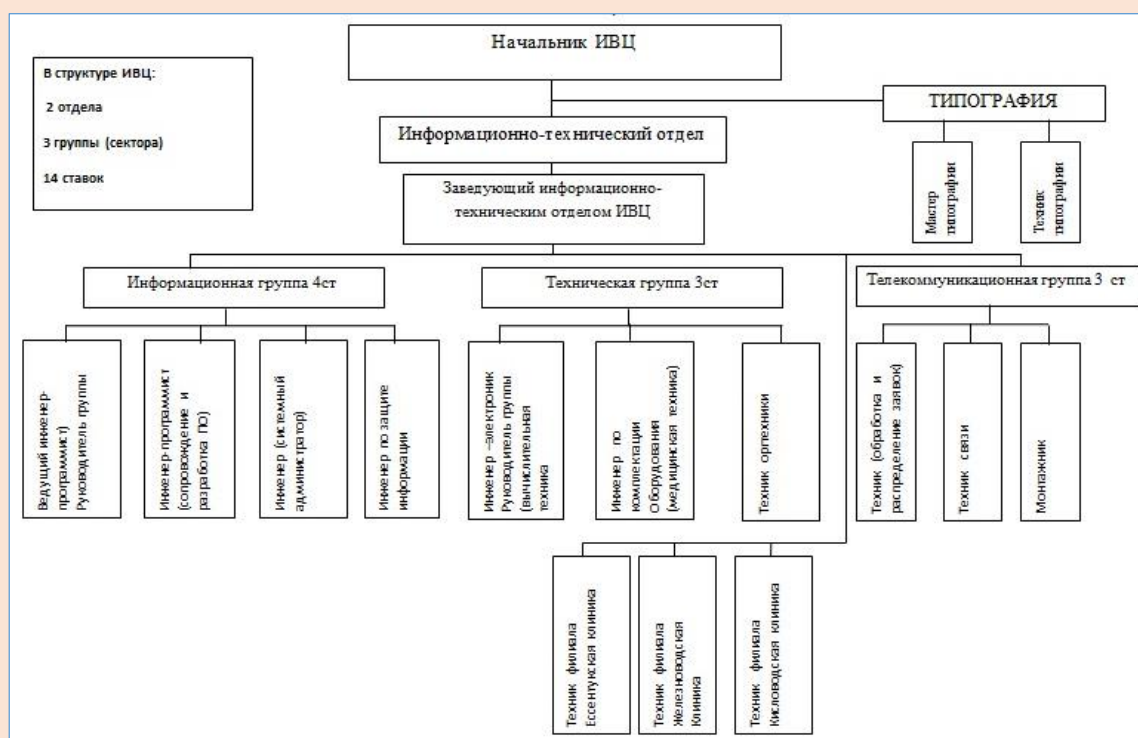 Начальник ИВЦ
В структуре ИВЦ:
2 отдела
3 группы (сектора)
14 ставок
ТИПОГРАФИЯ
Мастер
типографии
Техник
типографии
Информационно-технический отдел
Заведующий информационно-
техническим отделом ИВЦ
Информационная группа 4ст
Техническая группа 3ст
Телекоммуникационная группа 3 ст
Ведущий инженер-
программист)
Руководитель группы
Инженер-программист
(сопровождение и
разработка ПО)
Инженер (системный
администратор)
Инженер по защите
информации
Инженер –электроник
Руководитель группы
(вычислительная
техника
Инженер по
комплектации
Оборудования
(медицинская техника)
Техник оргтехники
Техник (обработка и
распределение заявок)
Техник связи
Монтажник
Техник филиала
Ессентукская клиника
Техник филиала
Железноводская
Клиника
Техник филиала
Кисловодская клиника